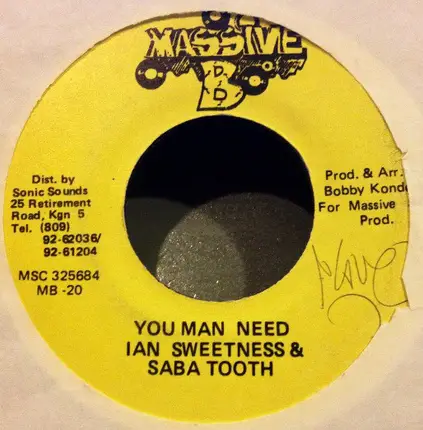 MASSIVE
B
D D
Dist. by
Sonic Sounds
25 Retirement
Road, Kgn 5
Tel. (809)
92-62036/
92-61204
MSC 325684
MB -20
Prod. & Arr.
Bobby Konde
For Massive
Prod.
YOU MAN NEED
IAN SWEETNESS &
SABA TOOTH